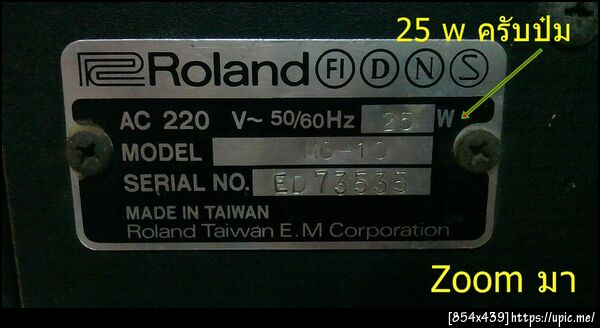 25 w ครับป๋ม
Roland FI D N S
AC 220 V~ 50/60Hz 25 W
MODEL MG-10
SERIAL NO. ED73535
MADE IN TAIWAN
Roland Taiwan E.M Corporation
Zoom มา
[854x439]https://upic.me/